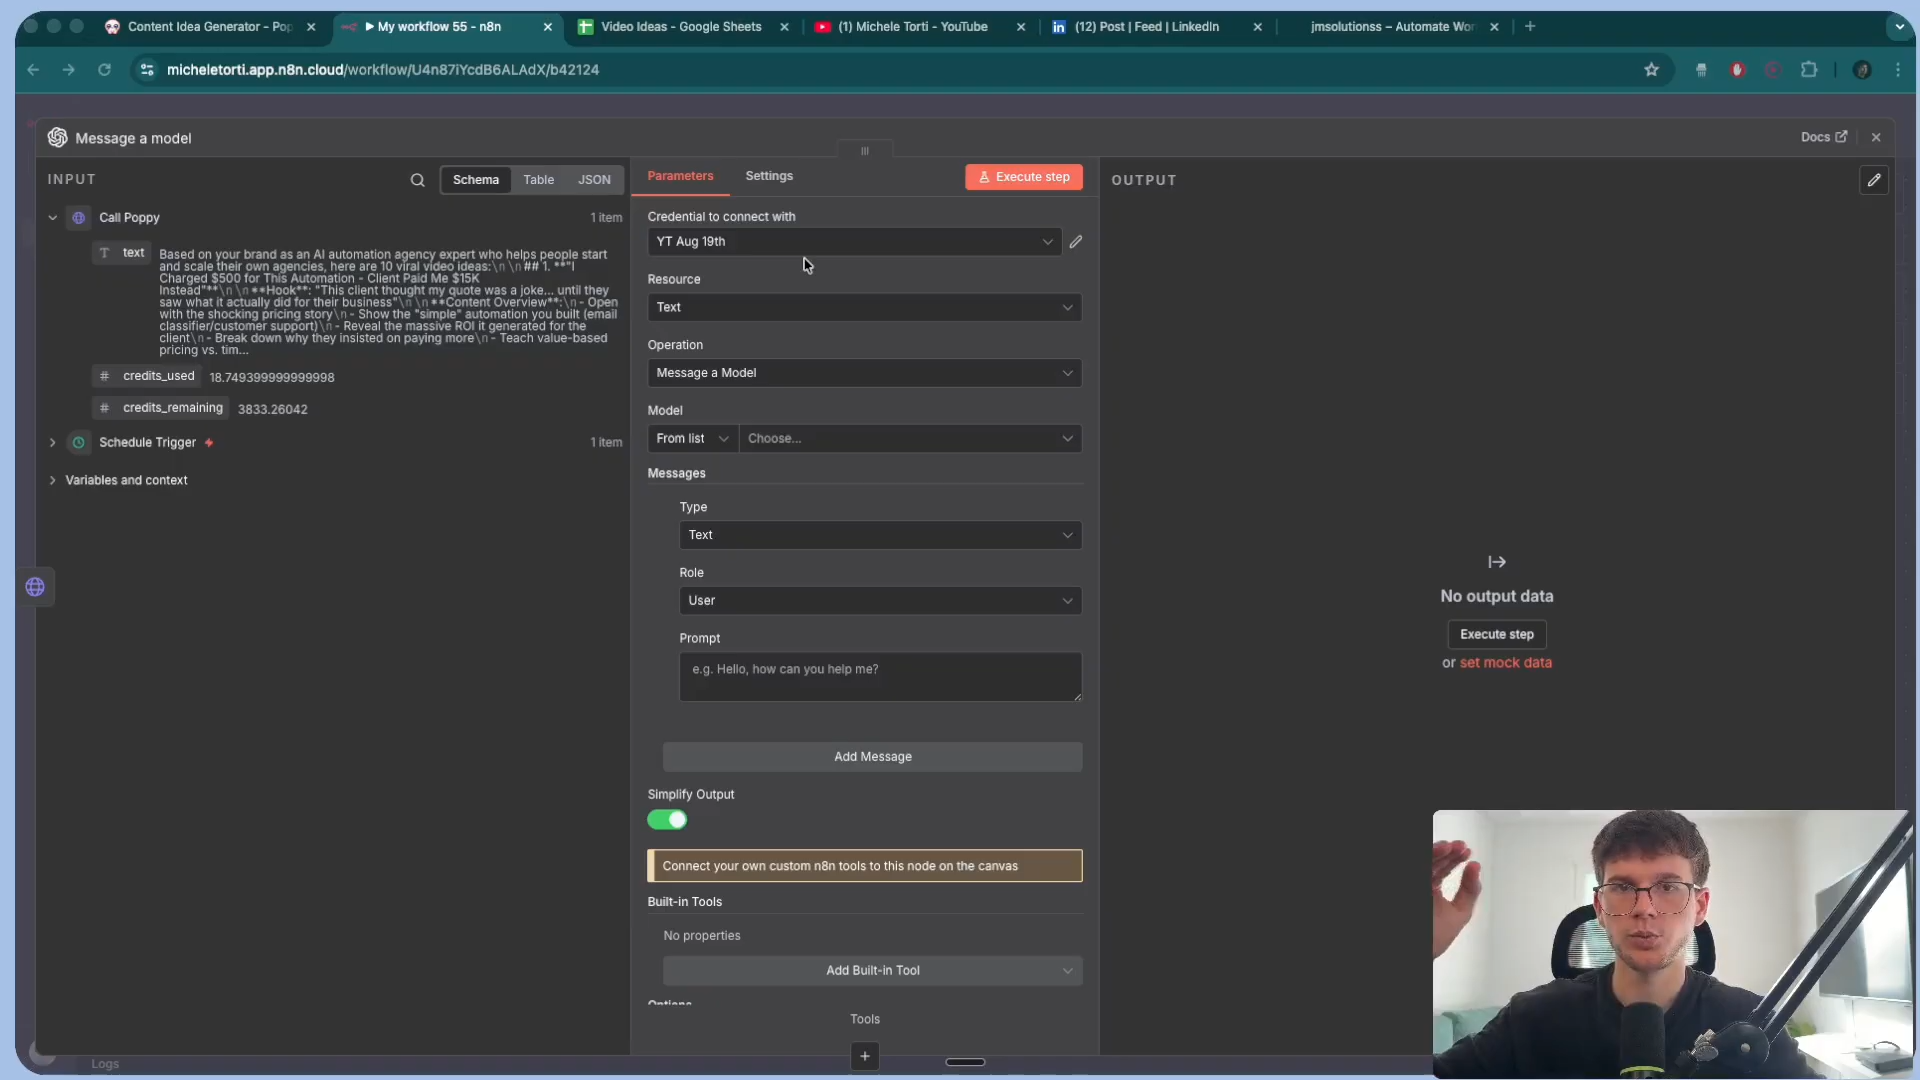 Content Idea Generator – Pop
▶ My workflow 55 - n8n
Video Ideas - Google Sheets
(1) Michele Torti - YouTube
(12) Post | Feed | LinkedIn
jmsolutionss – Automate Wor
micheletorti.app.n8n.cloud/workflow/U4n87iYcdB6ALAdX/b42124
Message a model
Docs
INPUT
Schema
Table
JSON
Call Poppy
1 item
text
Based on your brand as an AI automation agency expert who helps people start
and scale their own agencies, here are 10 viral video ideas:\n \n ## 1. **"I
Charged $500 for This Automation - Client Paid Me $15K
Instead"**\n \n**Hook**: "This client thought my quote was a joke... until they
saw what it actually did for their business"\n \n**Content Overview**:\n - Open
with the shocking pricing story\n - Show the "simple" automation you built (email
classifier/customer support)\n - Reveal the massive ROI it generated for the
client\n - Break down why they insisted on paying more\n - Teach value-based
pricing vs. tim...
# credits_used
18.749399999999998
# credits_remaining
3833.26042
Schedule Trigger
1 item
Variables and context
Parameters
Settings
Execute step
Credential to connect with
YT Aug 19th
Resource
Text
Operation
Message a Model
Model
From list
Choose...
Messages
Type
Text
Role
User
Prompt
e.g. Hello, how can you help me?
Add Message
Simplify Output
Connect your own custom n8n tools to this node on the canvas
Built-in Tools
No properties
Add Built-in Tool
Options
Tools
+
OUTPUT
No output data
Execute step
or set mock data
Logs